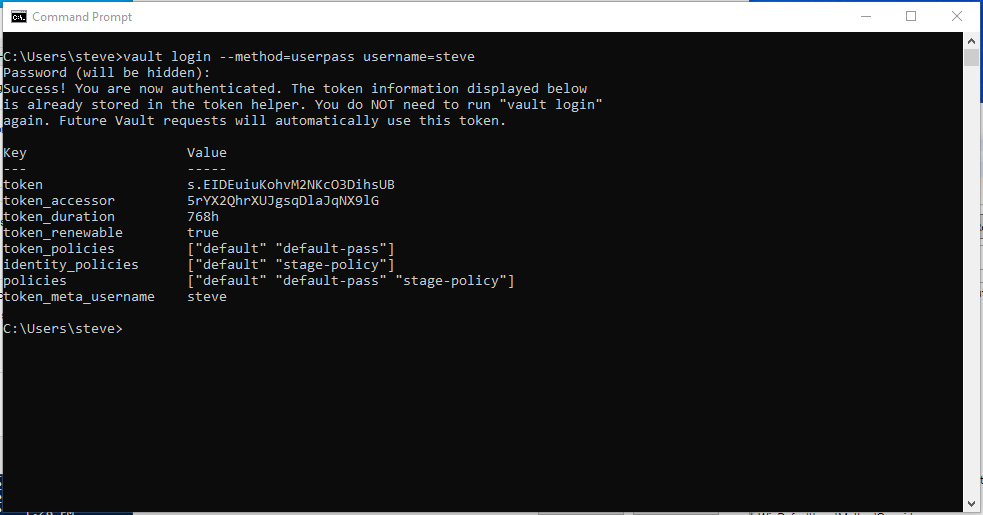 Command Prompt
C:\Users\steve>vault login --method=userpass username=steve
Password (will be hidden):
Success! You are now authenticated. The token information displayed below
is already stored in the token helper. You do NOT need to run "vault login"
again. Future Vault requests will automatically use this token.
Key Value
--- -----
token s.EIDEuiuKohvM2NKcO3DihsUB
token_accessor 5rYX2QhrXUJgsqDlaJqNX9lG
token_duration 768h
token_renewable true
token_policies ["default" "default-pass"]
identity_policies ["default" "stage-policy"]
policies ["default" "default-pass" "stage-policy"]
token_meta_username steve
C:\Users\steve>